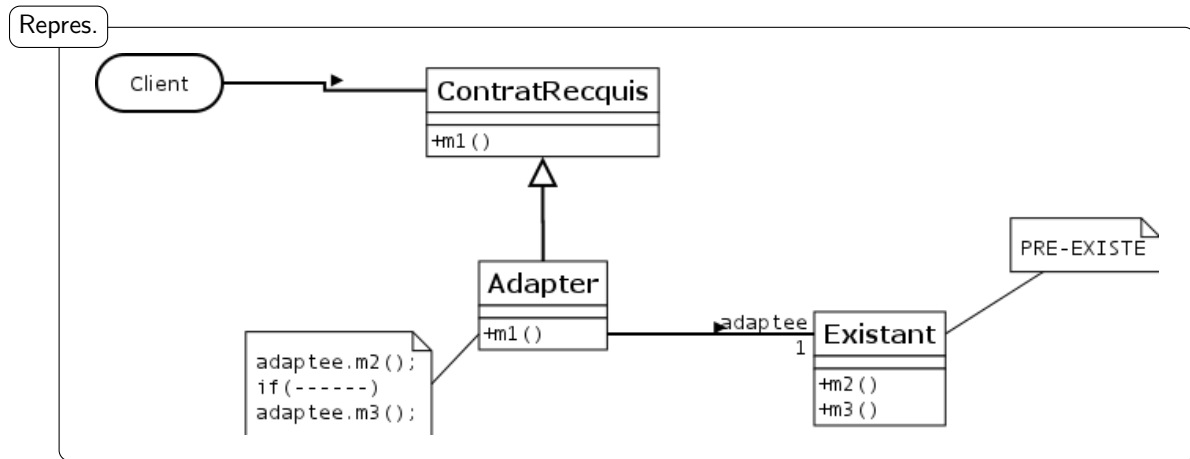 Repres.
Client
ContratRecquis
+m1()
PRE-EXISTE
Adapter
+m1()
adaptee
1
Existant
+m2()
+m3()
adaptee.m2();
if(------)
adaptee.m3();